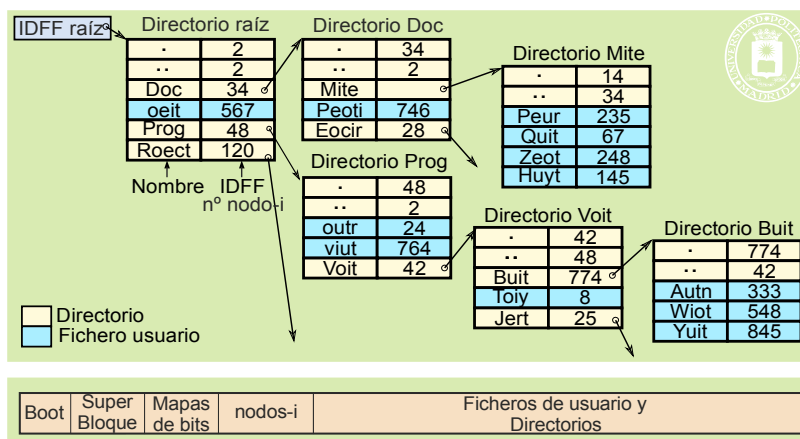 IDFF raíz
Directorio raíz
. 2
.. 2
Doc 34
oeit 567
Prog 48
Roect 120
Nombre IDFF
nº nodo-i
Directorio Doc
. 34
.. 2
Mite
Peoti 746
Eocir 28
Directorio Mite
. 14
.. 34
Peur 235
Quit 67
Zeot 248
Huyt 145
Directorio Prog
. 48
.. 2
outr 24
viut 764
Voit 42
Directorio Voit
. 42
.. 48
Buit 774
Toiy 8
Jert 25
Directorio Buit
. 774
.. 42
Autn 333
Wiot 548
Yuit 845
Directorio
Fichero usuario
Boot
Super
Bloque
Mapas
de bits
nodos-i
Ficheros de usuario y
Directorios
UNIVERSIDAD POLITÉCNICA
MADRID